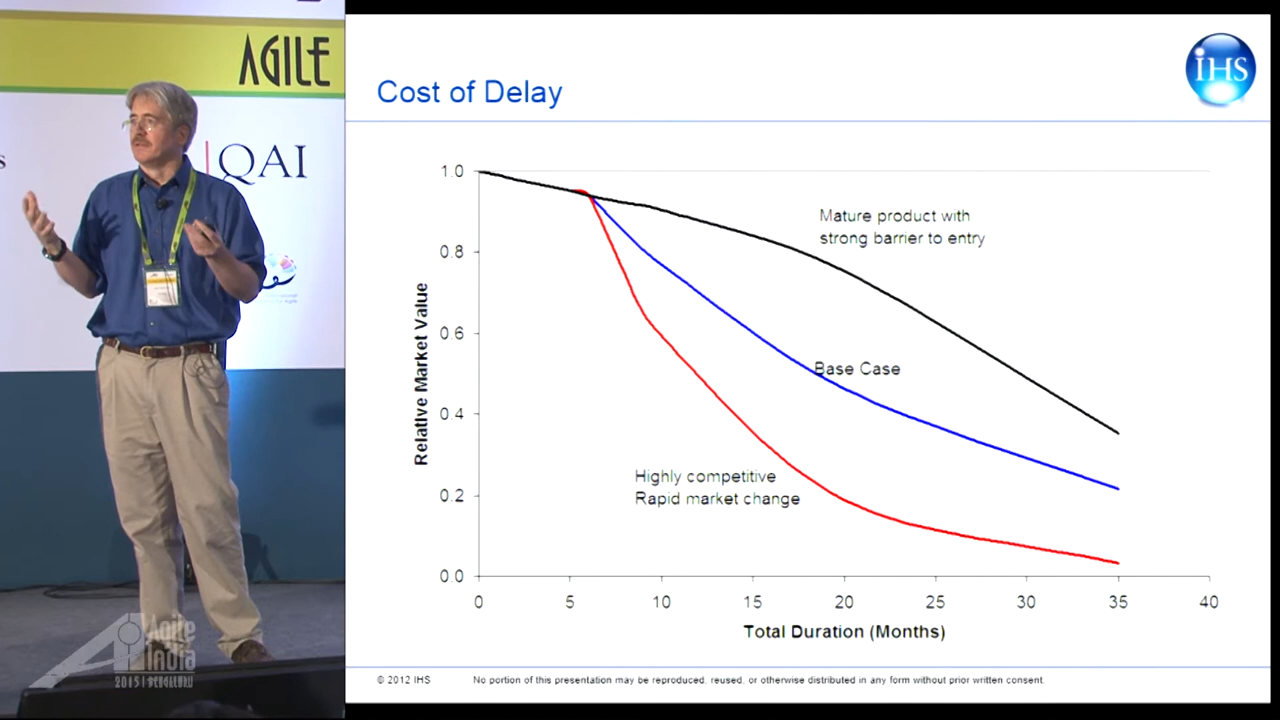 AGILE
QAI
s
Agile
India
2015 | BENGALURU
IHS
Cost of Delay
1.0
0.8
0.6
0.4
0.2
0.0
Relative Market Value
Mature product with
strong barrier to entry
Base Case
Highly competitive
Rapid market change
0 5 10 15 20 25 30 35 40
Total Duration (Months)
© 2012 IHS
No portion of this presentation may be reproduced, reused, or otherwise distributed in any form without prior written consent.